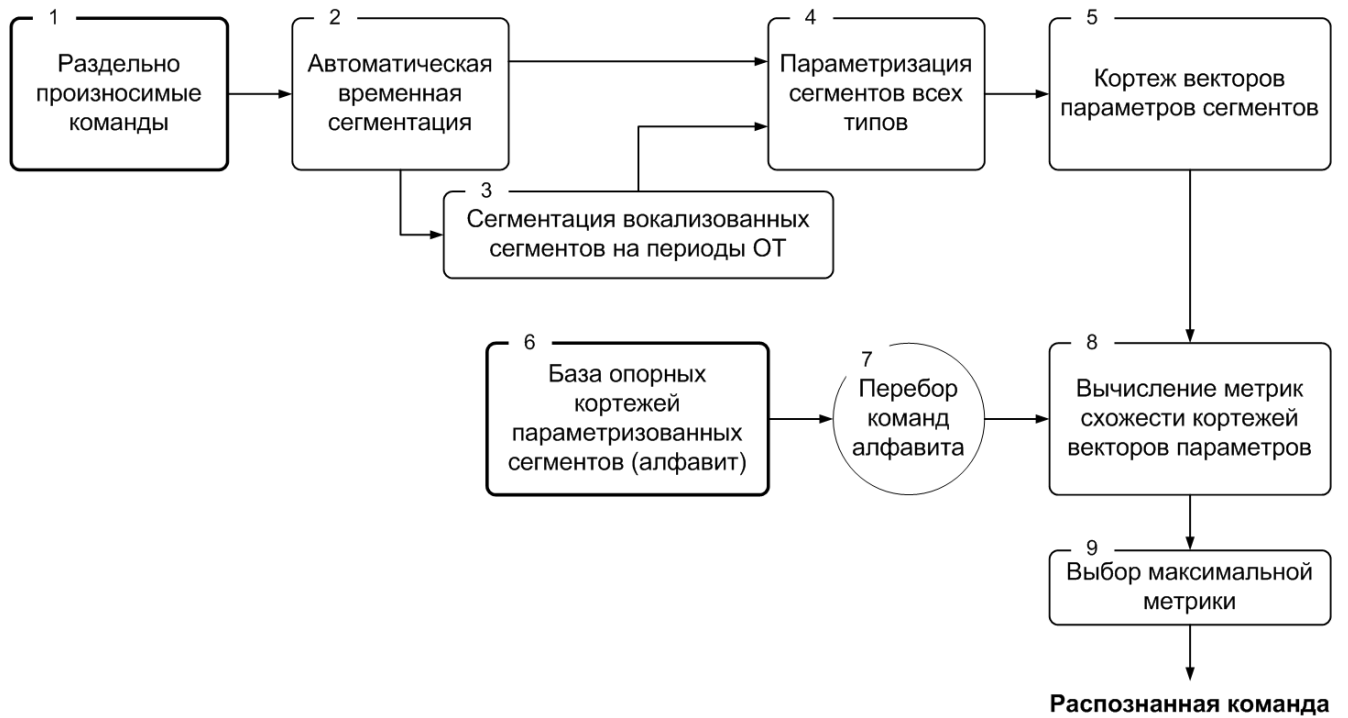 1
Раздельно
произносимые
команды
2
Автоматическая
временная
сегментация
3
Сегментация вокализованных
сегментов на периоды ОТ
4
Параметризация
сегментов всех
типов
5
Кортеж векторов
параметров сегментов
6
База опорных
кортежей
параметризованных
сегментов (алфавит)
7
Перебор
команд
алфавита
8
Вычисление метрик
схожести кортежей
векторов параметров
9
Выбор максимальной
метрики
Распознанная команда